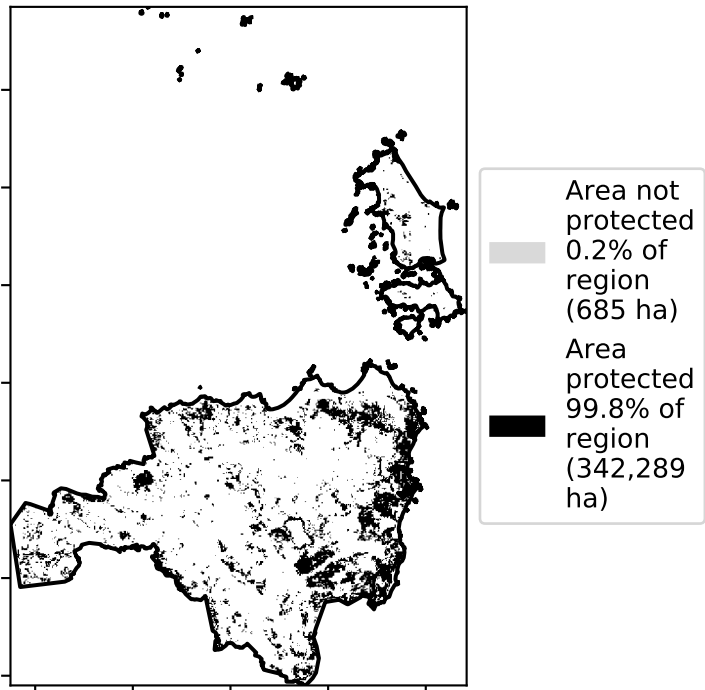 Area not
protected
0.2% of
region
(685 ha)
Area
protected
99.8% of
region
(342,289
ha)